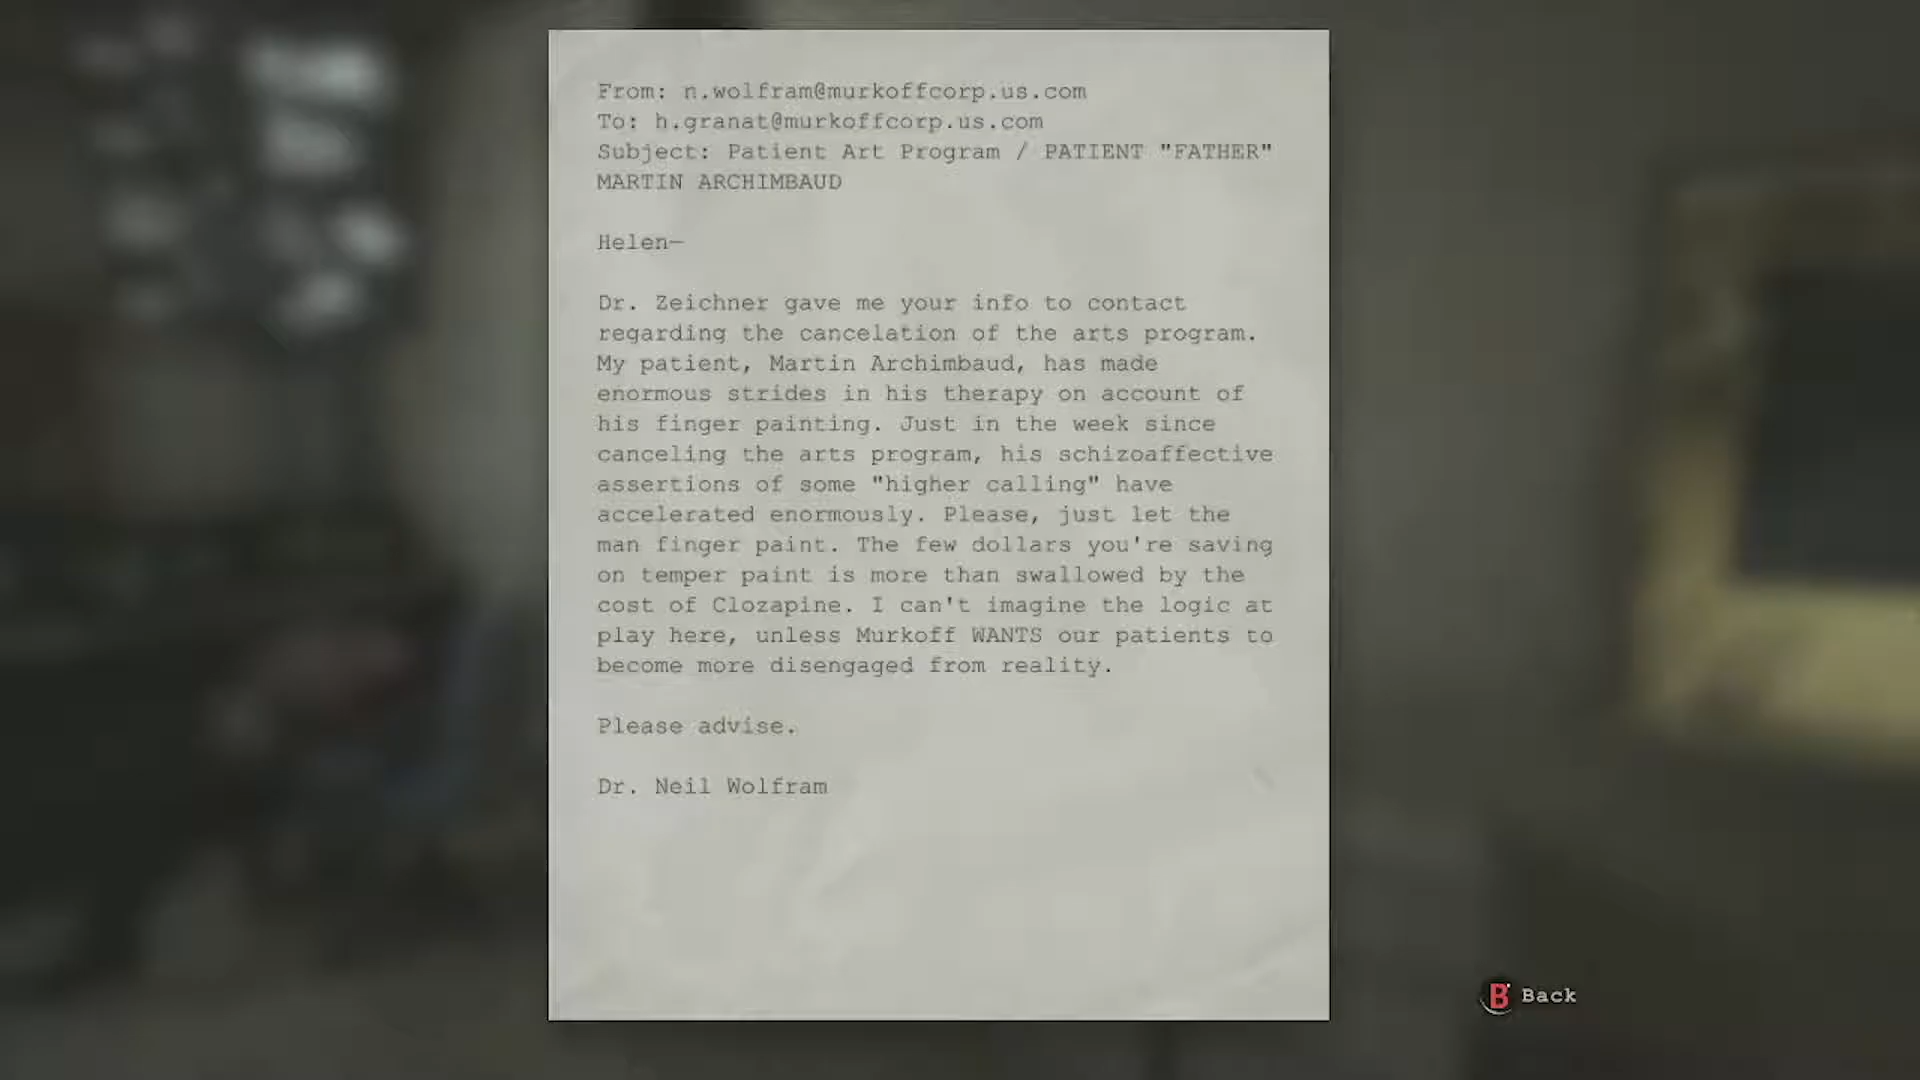 From: n.wolfram@murkoffcorp.us.com
To: h.granat@murkoffcorp.us.com
Subject: Patient Art Program / PATIENT "FATHER"
MARTIN ARCHIMBAUD
Helen—
Dr. Zeichner gave me your info to contact
regarding the cancelation of the arts program.
My patient, Martin Archimbaud, has made
enormous strides in his therapy on account of
his finger painting. Just in the week since
canceling the arts program, his schizoaffective
assertions of some "higher calling" have
accelerated enormously. Please, just let the
man finger paint. The few dollars you're saving
on temper paint is more than swallowed by the
cost of Clozapine. I can't imagine the logic at
play here, unless Murkoff WANTS our patients to
become more disengaged from reality.
Please advise.
Dr. Neil Wolfram
B Back